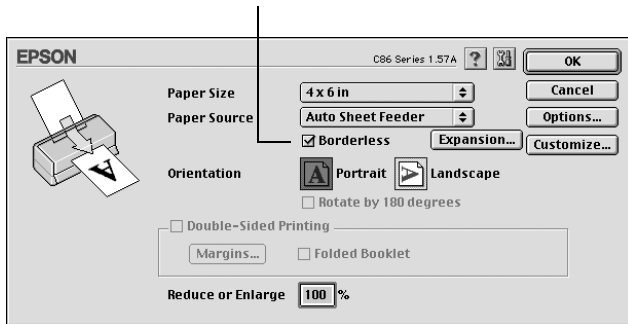 EPSON
C86 Series 1.57A ? OK
Paper Size 4 x 6 in Cancel
Paper Source Auto Sheet Feeder Options...
Borderless Expansion... Customize...
Orientation A Portrait A Landscape
Rotate by 180 degrees
Double-Sided Printing
Margins... Folded Booklet
Reduce or Enlarge 100 %
A